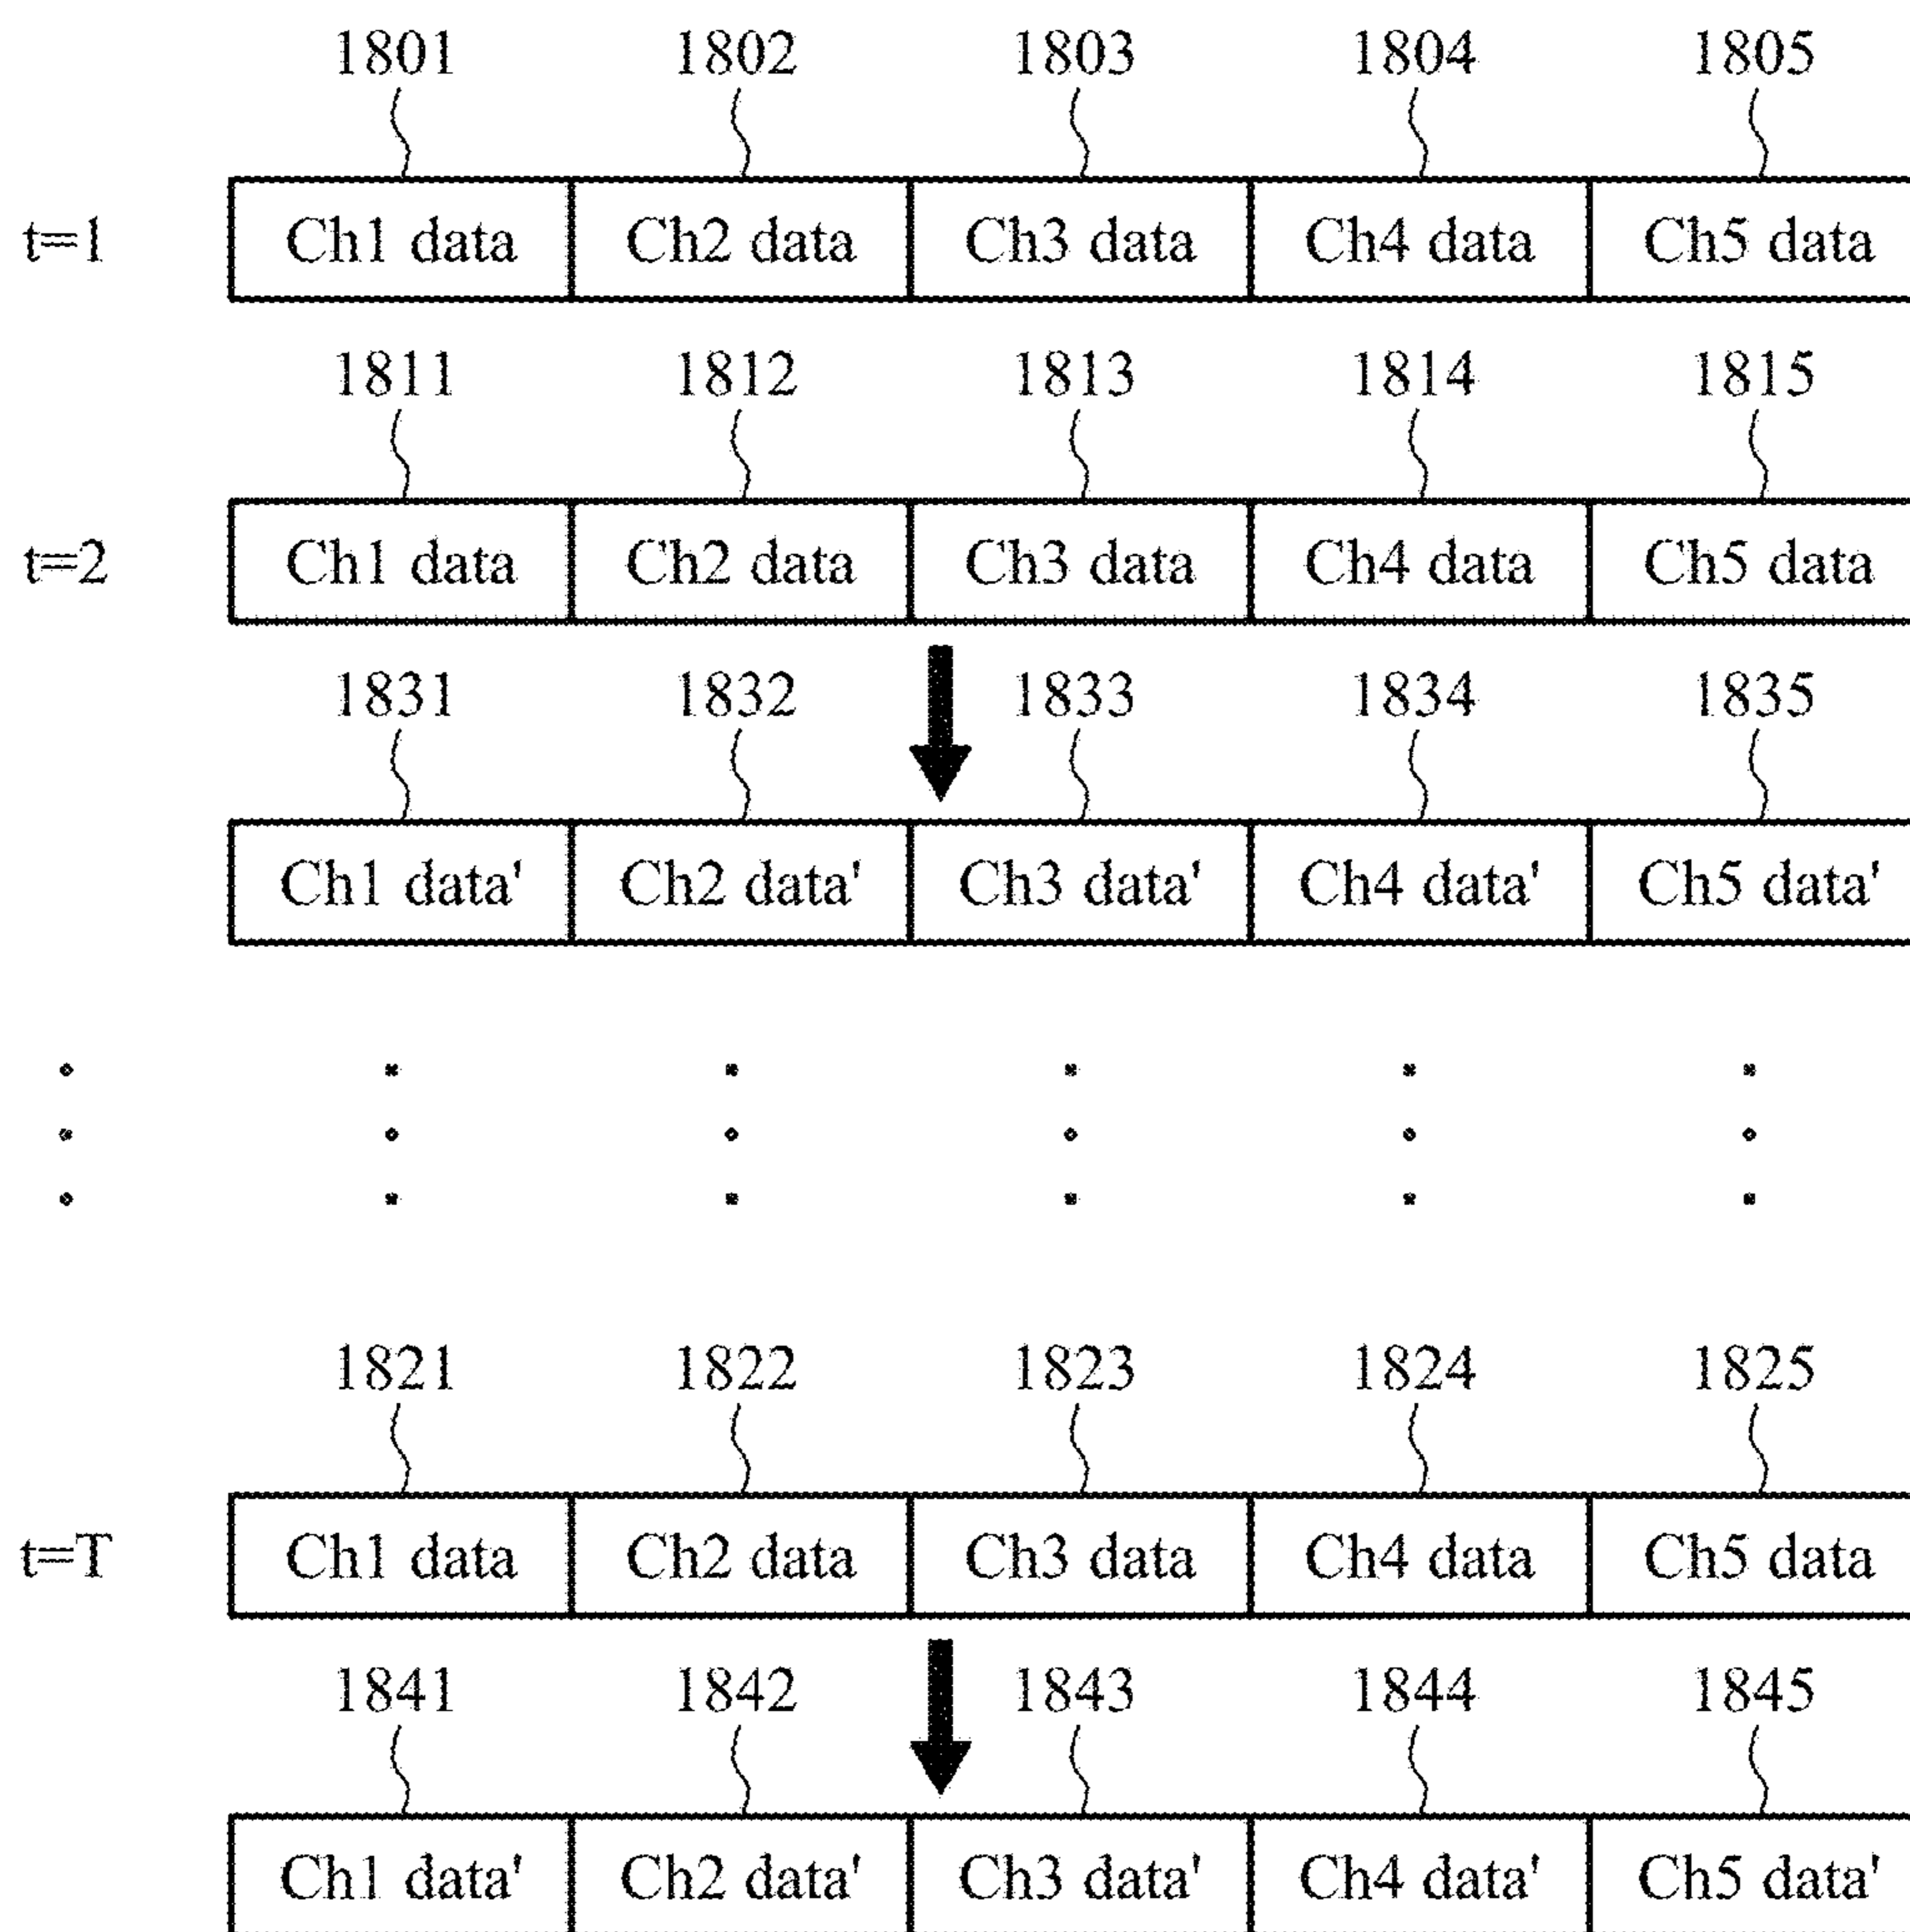 1801 1802 1803 1804 1805
t=1 Ch1 data Ch2 data Ch3 data Ch4 data Ch5 data
1811 1812 1813 1814 1815
t=2 Ch1 data Ch2 data Ch3 data Ch4 data Ch5 data
1831 1832 1833 1834 1835
Ch1 data' Ch2 data' Ch3 data' Ch4 data' Ch5 data'
1821 1822 1823 1824 1825
t=T Ch1 data Ch2 data Ch3 data Ch4 data Ch5 data
1841 1842 1843 1844 1845
Ch1 data' Ch2 data' Ch3 data' Ch4 data' Ch5 data'